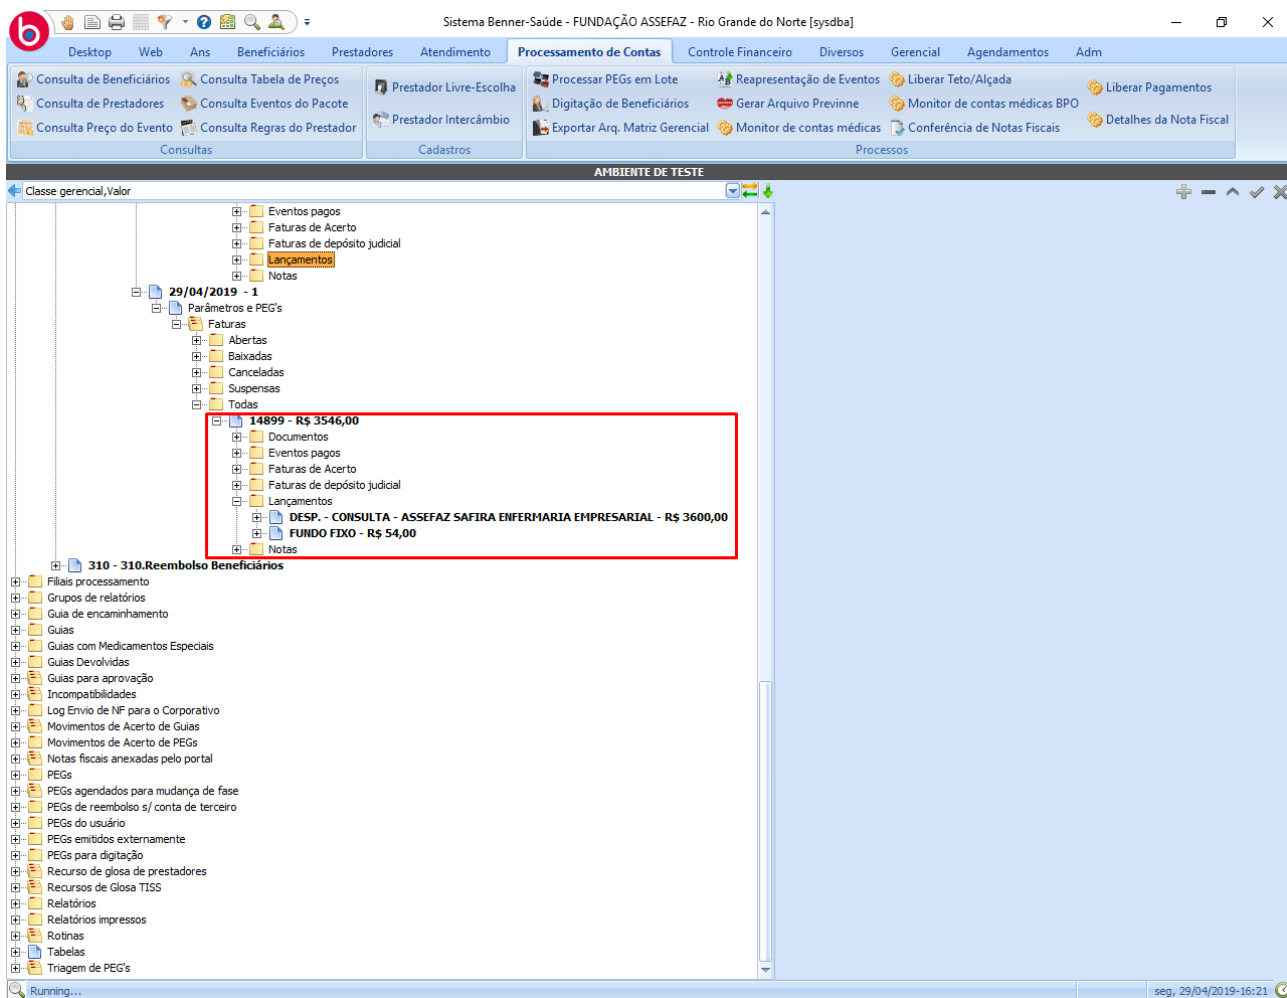 Sistema Benner-Saúde - FUNDAÇÃO ASSEFAZ - Rio Grande do Norte [sysdba]
Desktop Web Ans Beneficiários Prestadores Atendimento Processamento de Contas Controle Financeiro Diversos Gerencial Agendamentos Adm
Consulta de Beneficiários Consulta Tabela de Preços
Consulta de Prestadores Consulta Eventos do Pacote
Consulta Preço do Evento Consulta Regras do Prestador
Consultas
Prestador Livre-Escolha
Prestador Intercâmbio
Cadastros
Processar PEGs em Lote Reapresentação de Eventos Liberar Teto/Alçada
Digitação de Beneficiários Gerar Arquivo Previnne Monitor de contas médicas BPO
Exportar Arq. Matriz Gerencial Monitor de contas médicas Conferência de Notas Fiscais
Liberar Pagamentos
Detalhes da Nota Fiscal
Processos
AMBIENTE DE TESTE
Classe gerencial,Valor
Eventos pagos
Faturas de Acerto
Faturas de depósito judicial
Lançamentos
Notas
29/04/2019 - 1
Parâmetros e PEG's
Faturas
Abertas
Baixadas
Canceladas
Suspensas
Todas
14899 - R$ 3546,00
Documentos
Eventos pagos
Faturas de Acerto
Faturas de depósito judicial
Lançamentos
DESP. - CONSULTA - ASSEFAZ SAFIRA ENFERMARIA EMPRESARIAL - R$ 3600,00
FUNDO FIXO - R$ 54,00
Notas
310 - 310.Reembolso Beneficiários
Filiais processamento
Grupos de relatórios
Guia de encaminhamento
Guias
Guias com Medicamentos Especiais
Guias Devolvidas
Guias para aprovação
Incompatibilidades
Log Envio de NF para o Corporativo
Movimentos de Acerto de Guias
Movimentos de Acerto de PEGs
Notas fiscais anexadas pelo portal
PEGs
PEGs agendados para mudança de fase
PEGs de reembolso s/ conta de terceiro
PEGs do usuário
PEGs emitidos externamente
PEGs para digitação
Recurso de glosa de prestadores
Recursos de Glosa TISS
Relatórios
Relatórios impressos
Rotinas
Tabelas
Triagem de PEG's
Running...
seg, 29/04/2019-16:21